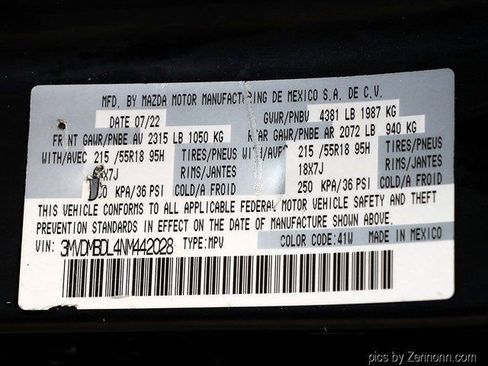 MFD. BY MAZDA MOTOR MANUFACTURING DE MEXICO S.A. DE C.V.
DATE 07/22 GVWR/PNBV 4381 LB 1987 KG
FRONT GAWR/PNBE AV 2315 LB 1050 KG REAR GAWR/PNBE AR 2072 LB 940 KG
WITH/AVEC 215 /55R18 95H TIRES/PNEUS WITH/AVEC 215 /55R18 95H TIRES/PNEUS
RIMS/JANTES 18X7J RIMS/JANTES
KPA/36 PSI COLD/A FROID 250 KPA/36 PSI COLD/A FROID
THIS VEHICLE CONFORMS TO ALL APPLICABLE FEDERAL MOTOR VEHICLE SAFETY AND THEFT
PREVENTION STANDARDS IN EFFECT ON THE DATE OF MANUFACTURE SHOWN ABOVE.
VIN: 3MVDMBDL4NM442028 TYPE:MPV COLOR CODE:41W MADE IN MEXICO
pics by Zennonn.com